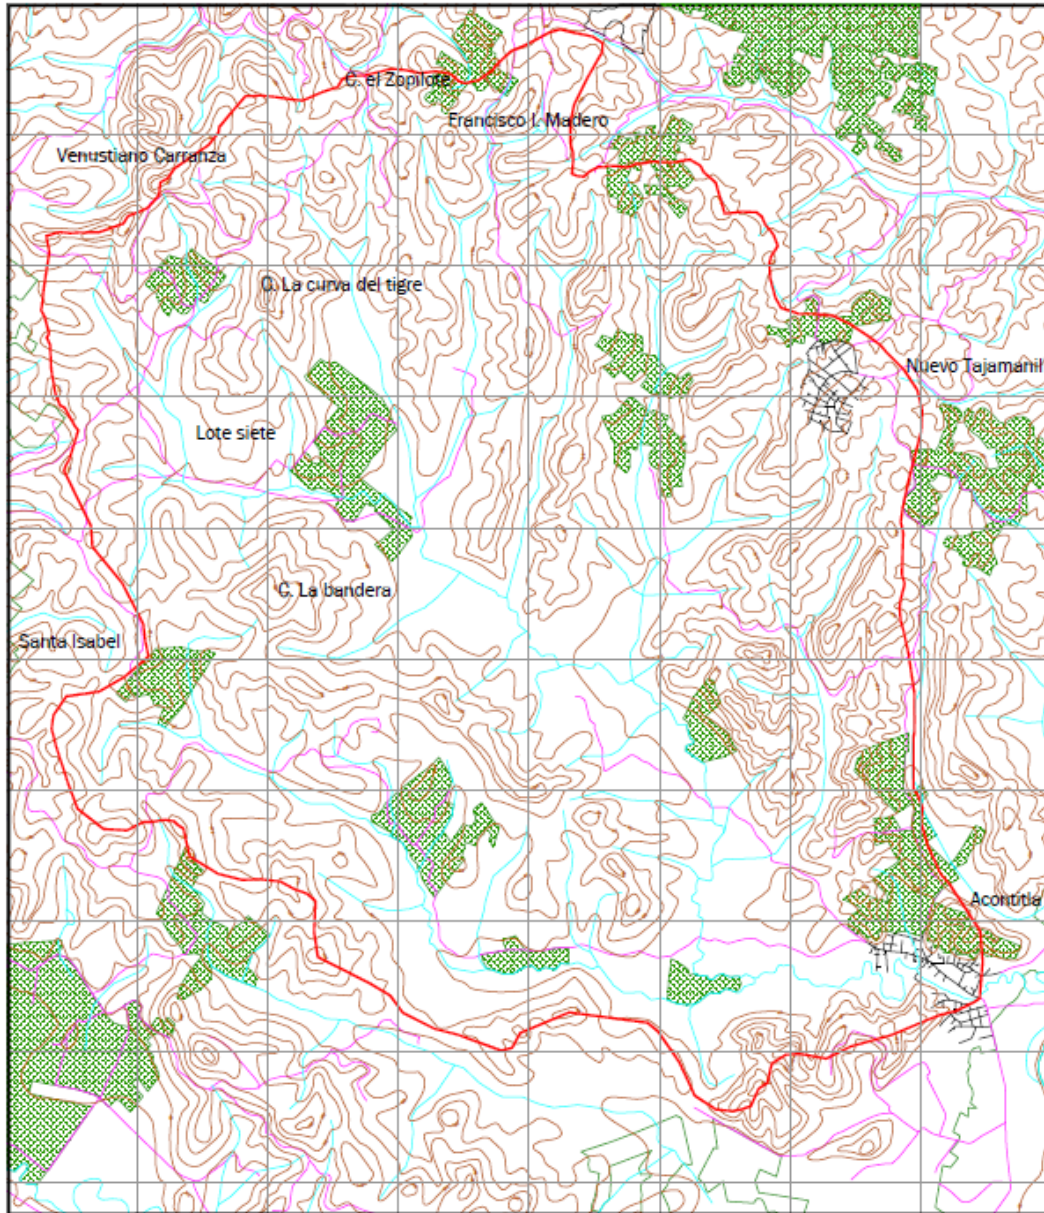 C. el Zopilote
Francisco I. Madero
Venustiano Carranza
C. La curva del tigre
Nuevo Tajamanil
Lote siete
C. La bandera
Santa Isabel
Acontitla